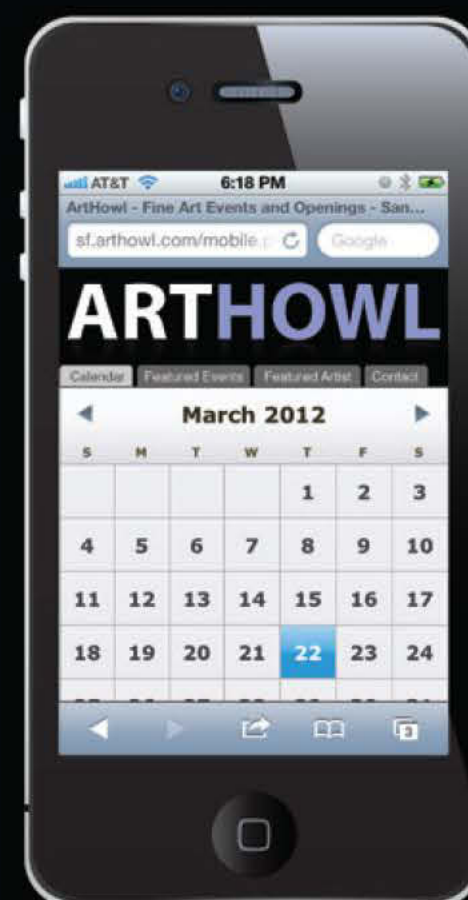 AT&T 6:18 PM
ArtHowl - Fine Art Events and Openings - San...
sf.arthowl.com/mobile.p Google
ARTHOWL
Calendar Featured Events Featured Artist Contact
March 2012
S M T W T F S
1 2 3
4 5 6 7 8 9 10
11 12 13 14 15 16 17
18 19 20 21 22 23 24
3